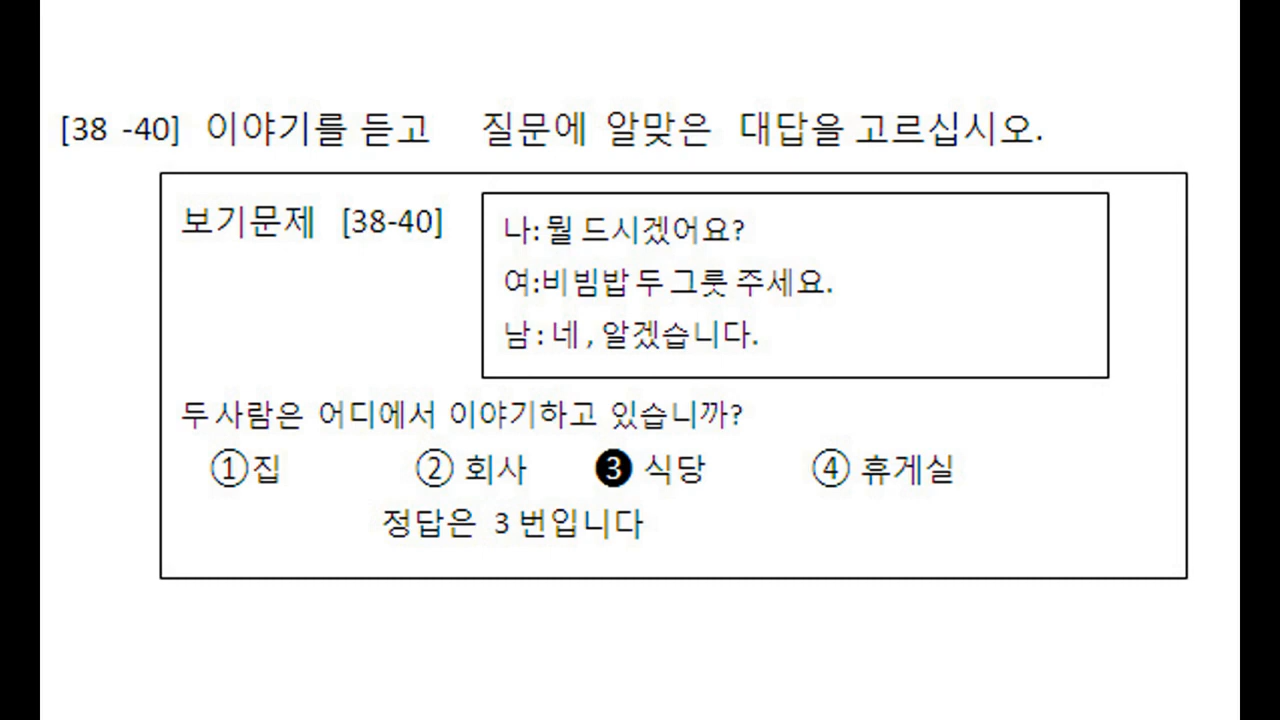 [38 -40] 이야기를 듣고 질문에 알맞은 대답을 고르십시오.
보기문제 [38-40]
나:뭘 드시겠어요?
여:비빔밥 두 그릇 주세요.
남: 네, 알겠습니다.
두 사람은 어디에서 이야기하고 있습니까?
①집 ② 회사 ❸ 식당 ④ 휴게실
정답은 3 번입니다